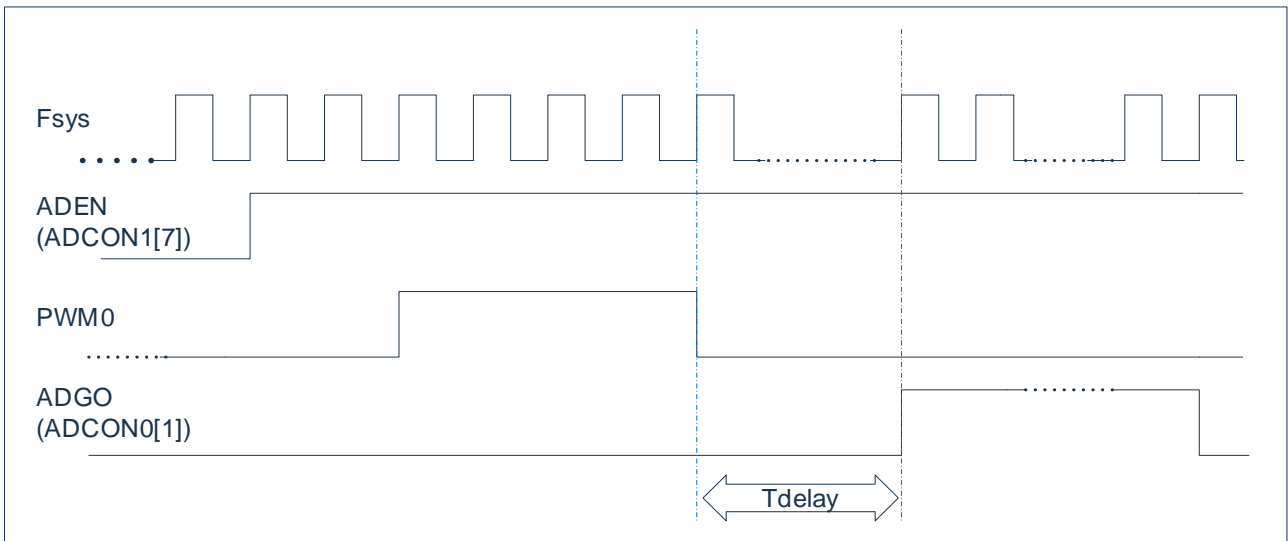 Fsys
ADEN
(ADCON1[7])
PWM0
ADGO
(ADCON0[1])
Tdelay